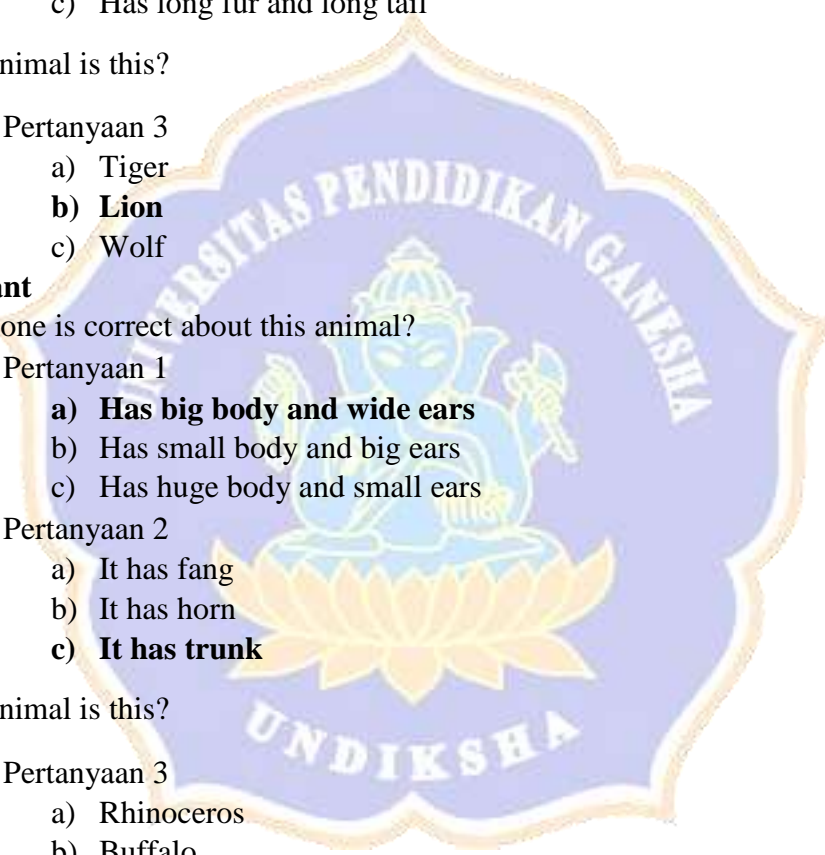 c) Has long fur and long tail
nimal is this?
Pertanyaan 3
a) Tiger
b) Lion
c) Wolf
ant
one is correct about this animal?
Pertanyaan 1
a) Has big body and wide ears
b) Has small body and big ears
c) Has huge body and small ears
Pertanyaan 2
a) It has fang
b) It has horn
c) It has trunk
nimal is this?
Pertanyaan 3
a) Rhinoceros
b) Buffalo
UNIVERSITAS PENDIDIKAN GANESHA
UNDIKSHA